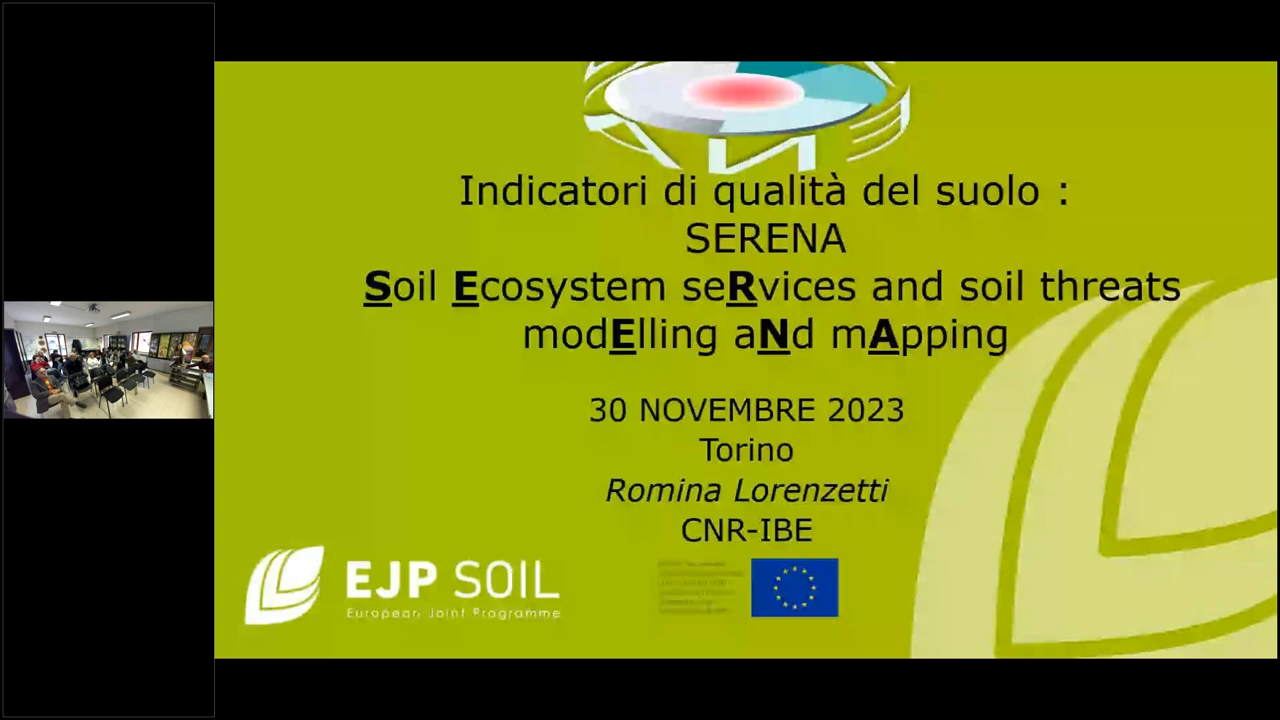 ENA
Indicatori di qualità del suolo :
SERENA
Soil Ecosystem seRvices and soil threats
modElling aNd mApping
30 NOVEMBRE 2023
Torino
Romina Lorenzetti
CNR-IBE
EJP SOIL
European Joint Programme